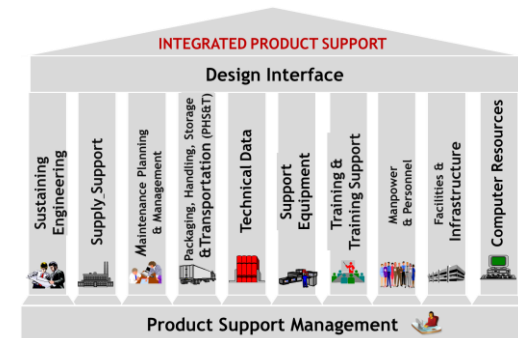 INTEGRATED PRODUCT SUPPORT
Design Interface
Sustaining
Engineering
Supply Support
Maintenance Planning
& Management
Packaging, Handling, Storage
&Transportation (PHS&T)
Technical Data
Support
Equipment
Training &
Training Support
Manpower
& Personnel
Facilities &
Infrastructure
Computer Resources
Product Support Management